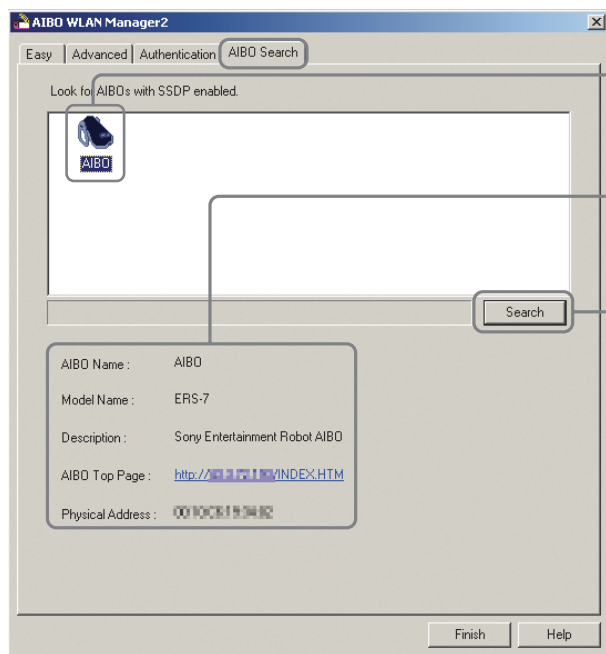 AIBO WLAN Manager2
Easy Advanced Authentication AIBO Search
Look for AIBOs with SSDP enabled.
AIBO
Search
AIBO Name : AIBO
Model Name : ERS-7
Description : Sony Entertainment Robot AIBO
AIBO Top Page : http:// /INDEX.HTM
Physical Address :
Finish Help